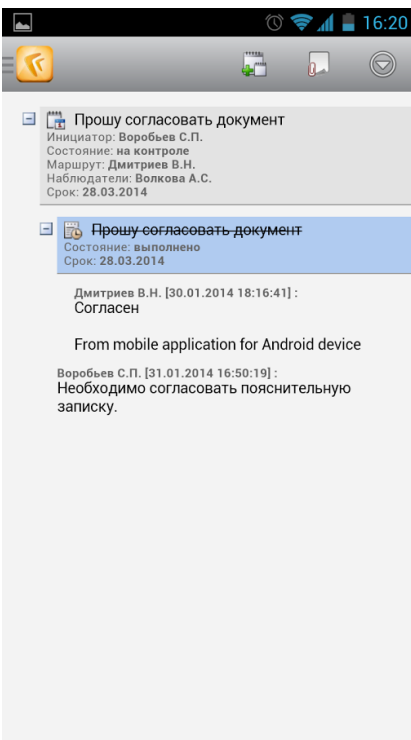 16:20
Прошу согласовать документ
Инициатор: Воробьев С.П.
Состояние: на контроле
Маршрут: Дмитриев В.Н.
Наблюдатели: Волкова А.С.
Срок: 28.03.2014
Прошу согласовать документ
Состояние: выполнено
Срок: 28.03.2014
Дмитриев В.Н. [30.01.2014 18:16:41] :
Согласен
From mobile application for Android device
Воробьев С.П. [31.01.2014 16:50:19] :
Необходимо согласовать пояснительную
записку.